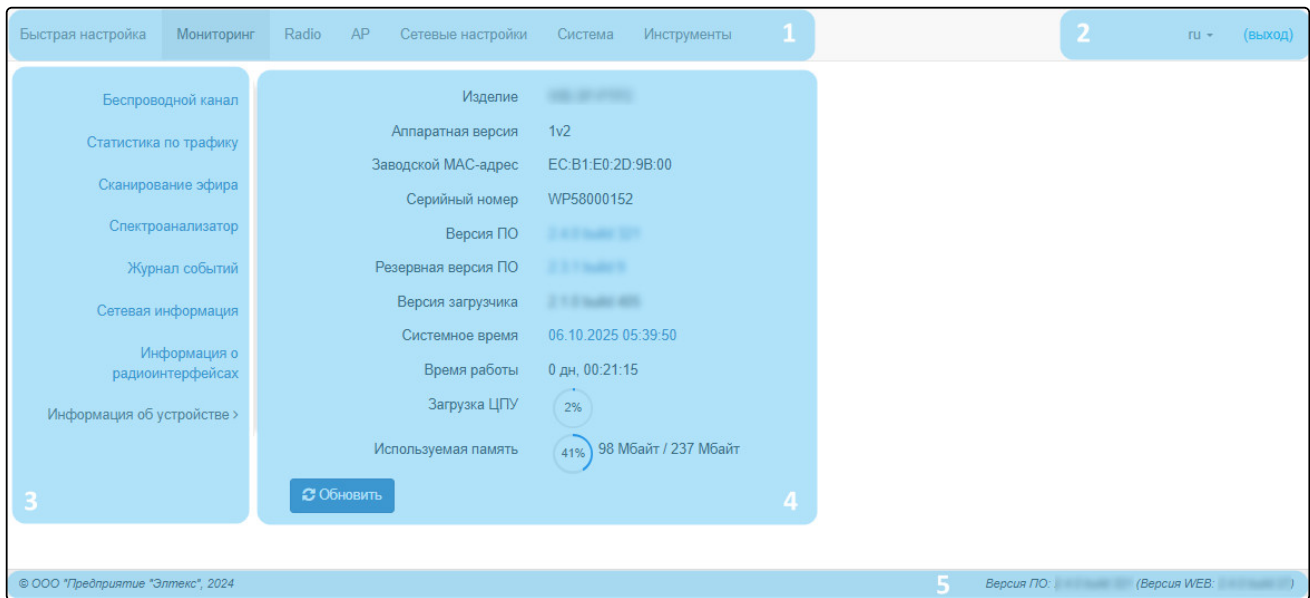 Быстрая настройка Мониторинг Radio AP Сетевые настройки Система Инструменты 1 2 ru (выход)
Беспроводной канал
Статистика по трафику
Сканирование эфира
Спектроанализатор
Журнал событий
Сетевая информация
Информация о
радиоинтерфейсах
Информация об устройстве >
3
Изделие
Аппаратная версия 1v2
Заводской MAC-адрес EC:B1:E0:2D:9B:00
Серийный номер WP58000152
Версия ПО
Резервная версия ПО
Версия загрузчика
Системное время 06.10.2025 05:39:50
Время работы 0 дн, 00:21:15
Загрузка ЦПУ 2%
Используемая память 41% 98 Мбайт / 237 Мбайт
Обновить
4
© ООО "Предприятие "Элтекс", 2024 5 Версия ПО: (Версия WEB: )